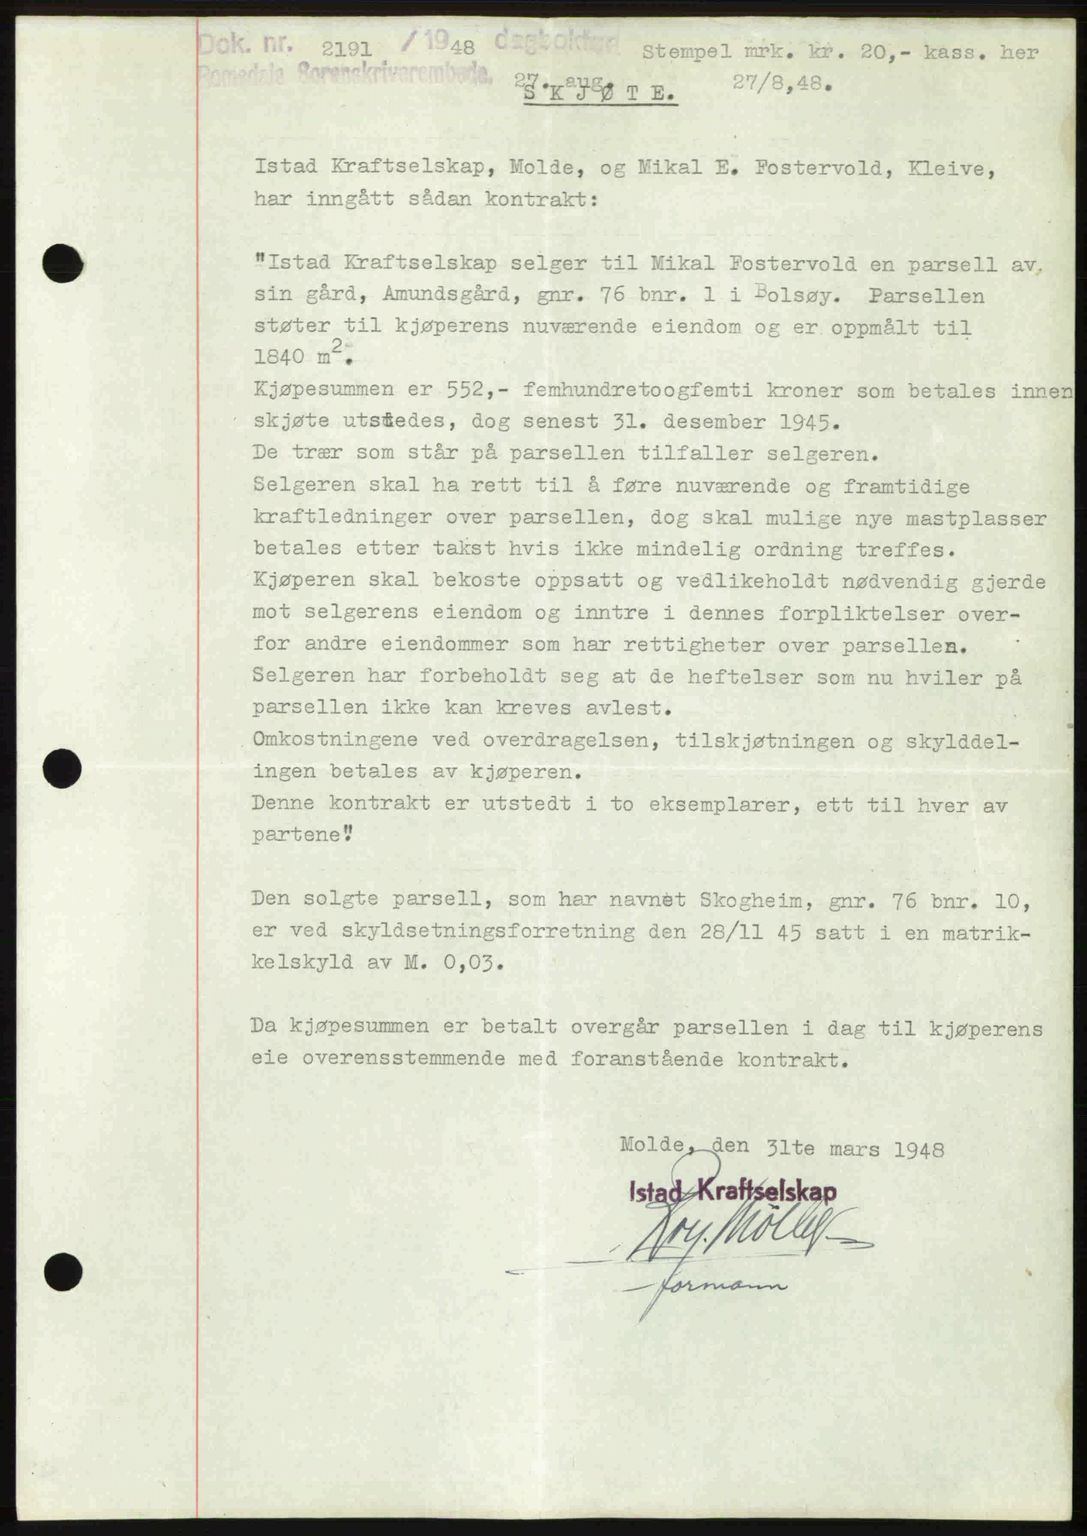 Dok. nr. 2191 / 1948 dagbokført Stempel mrk. kr. 20,- kass. her
Romsdals Sorenskriverembede. 27. aug. 27/8,48.
SKJØTE.
Istad Kraftselskap, Molde, og Mikal E. Fostervold, Kleive,
har inngått sådan kontrakt:
"Istad Kraftselskap selger til Mikal Fostervold en parsell av
sin gård, Amundsgård, gnr. 76 bnr. 1 i Bolsøy. Parsellen
støter til kjøperens nuværende eiendom og er oppmålt til
1840 m2.
Kjøpesummen er 552,- femhundretoogfemti kroner som betales innen
skjøte utstedes, dog senest 31. desember 1945.
De trær som står på parsellen tilfaller selgeren.
Selgeren skal ha rett til å føre nuværende og framtidige
kraftledninger over parsellen, dog skal mulige nye mastplasser
betales etter takst hvis ikke mindelig ordning treffes.
Kjøperen skal bekoste oppsatt og vedlikeholdt nødvendig gjerde
mot selgerens eiendom og inntre i dennes forpliktelser over-
for andre eiendommer som har rettigheter over parsellen.
Selgeren har forbeholdt seg at de heftelser som nu hviler på
parsellen ikke kan kreves avlest.
Omkostningene ved overdragelsen, tilskjøtningen og skylddel-
ingen betales av kjøperen.
Denne kontrakt er utstedt i to eksemplarer, ett til hver av
partene".
Den solgte parsell, som har navnet Skogheim, gnr. 76 bnr. 10,
er ved skyldsetningsforretning den 28/11 45 satt i en matrik-
kelskyld av M. 0,03.
Da kjøpesummen er betalt overgår parsellen i dag til kjøperens
eie overensstemmende med foranstående kontrakt.
Molde, den 31te mars 1948
Istad Kraftselskap
Møller
formann